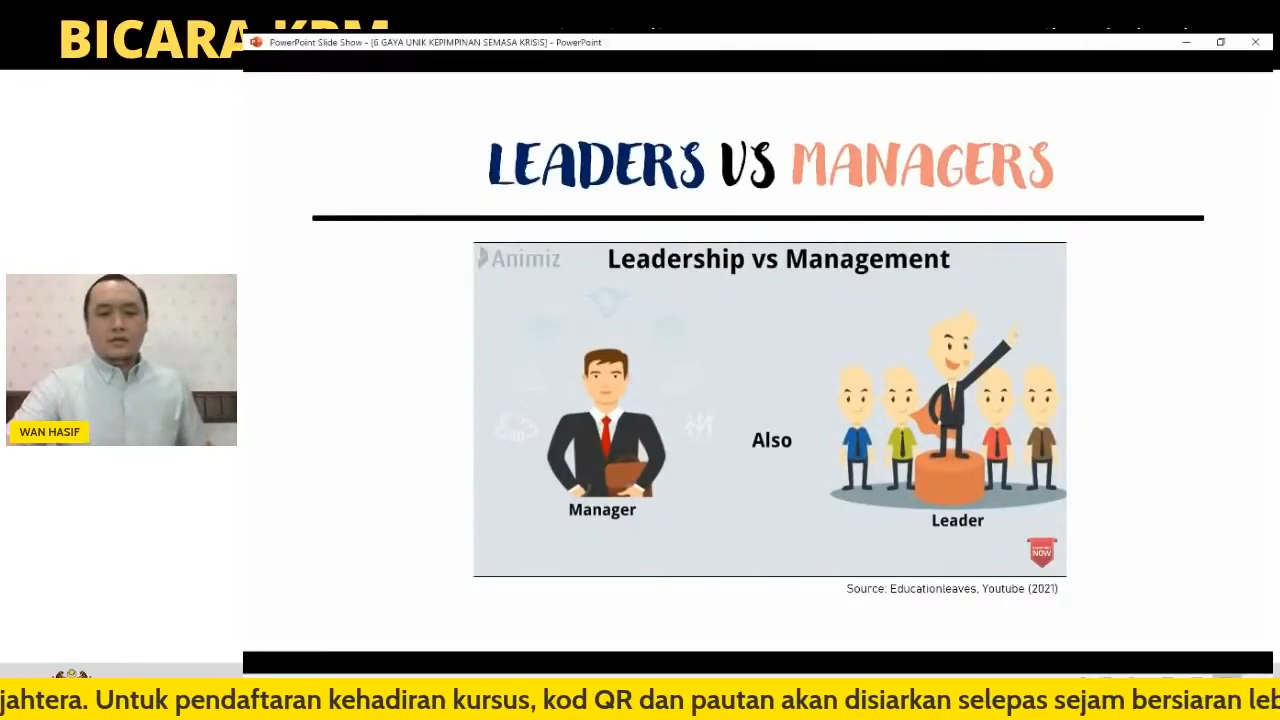 BICARA KPM
PowerPoint Slide Show - [6 GAYA UNIK KEPIMPINAN SEMASA KRISIS] - PowerPoint
LEADERS VS MANAGERS
Animiz
Leadership vs Management
Also
Manager
Leader
NOW
Source: Educationleaves, Youtube (2021)
WAN HASIF
jahtera. Untuk pendaftaran kehadiran kursus, kod QR dan pautan akan disiarkan selepas sejam bersiaran leb